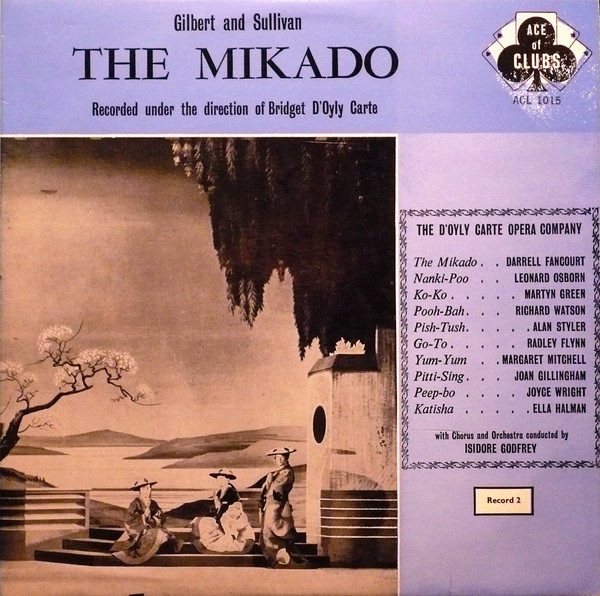 Gilbert and Sullivan
THE MIKADO
Recorded under the direction of Bridget D'Oyly Carte
ACE
of
CLUBS
ACL 1015
THE D'OYLY CARTE OPERA COMPANY
The Mikado . . DARRELL FANCOURT
Nanki-Poo . . LEONARD OSBORN
Ko-Ko . . . . . . MARTYN GREEN
Pooh-Bah . . . . RICHARD WATSON
Pish-Tush . . . . . ALAN STYLER
Go-To . . . . . RADLEY FLYNN
Yum-Yum . . MARGARET MITCHELL
Pitti-Sing . . . . JOAN GILLINGHAM
Peep-bo . . . . JOYCE WRIGHT
Katisha . . . . . ELLA HALMAN
with Chorus and Orchestra conducted by
ISIDORE GODFREY
Record 2